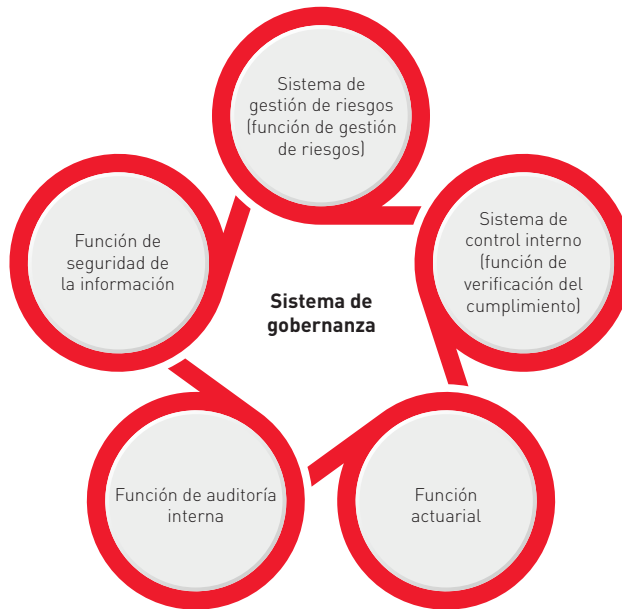 Sistema de
gestión de riesgos
(función de gestión
de riesgos)
Sistema de
control interno
(función de
verificación del
cumplimiento)
Función
actuarial
Función de auditoría
interna
Función de
seguridad de
la información
Sistema de
gobernanza